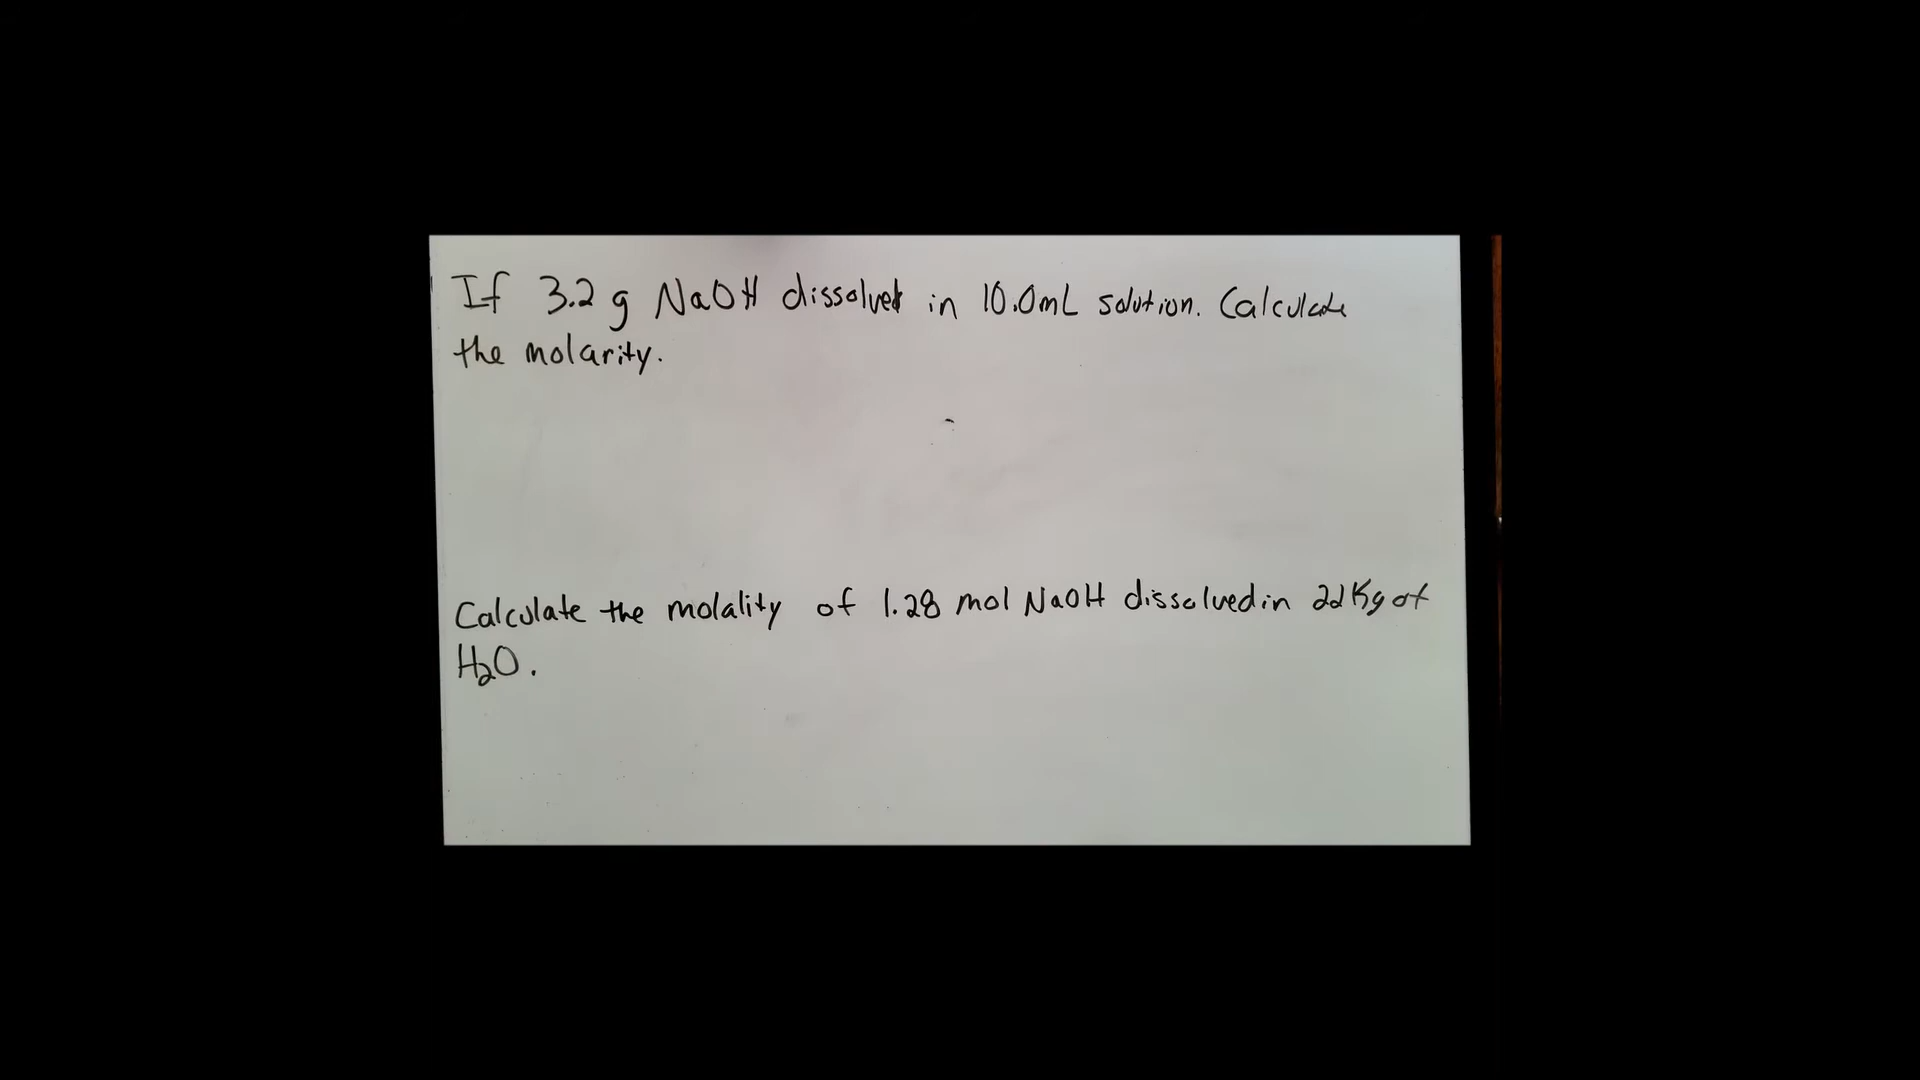 If 3.2 g NaOH dissolved in 10.0mL solution. Calculate
the molarity.
Calculate the molality of 1.28 mol NaOH dissolved in 22Kg of
H₂O.